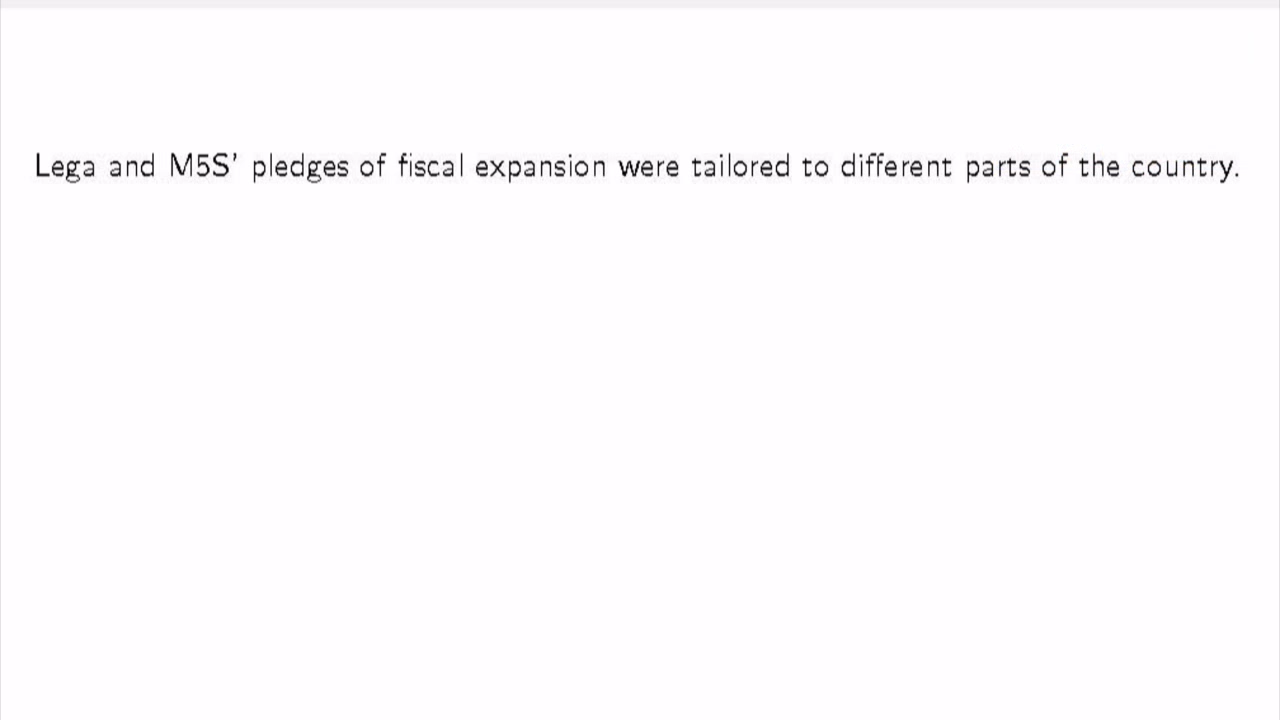 Lega and M5S' pledges of fiscal expansion were tailored to different parts of the country.